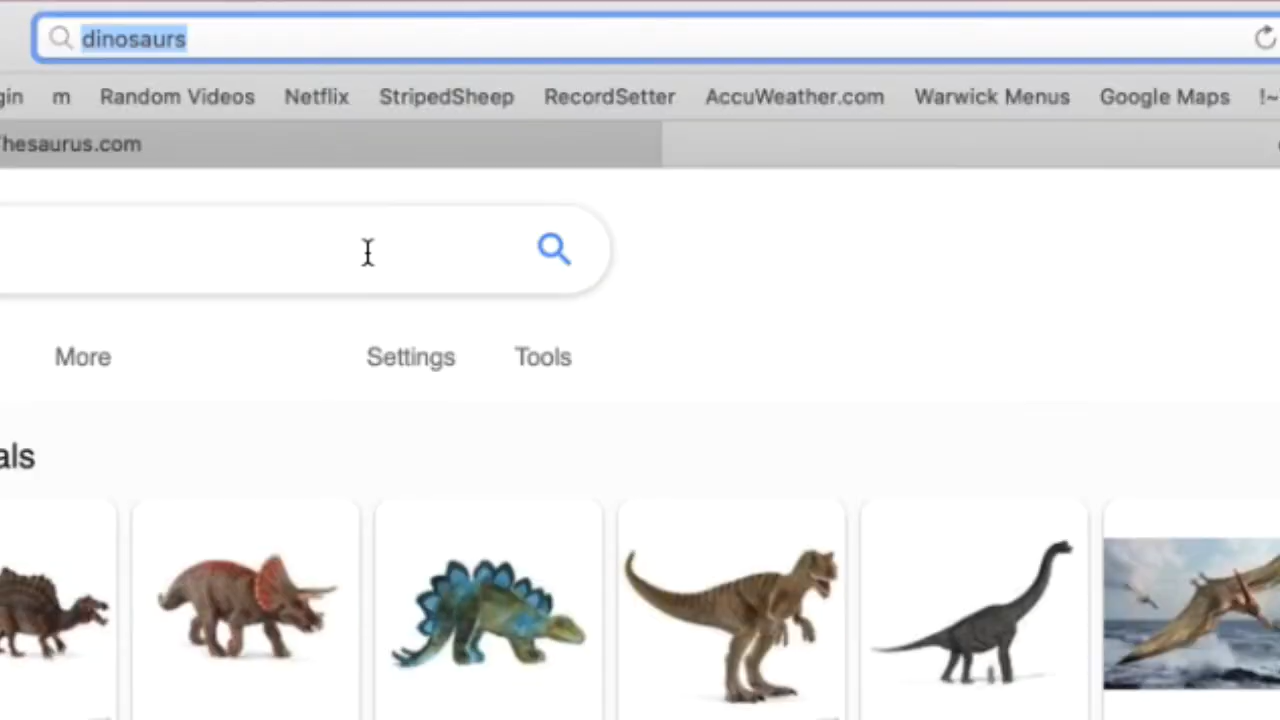 dinosaurs
gin m Random Videos Netflix StripedSheep RecordSetter AccuWeather.com Warwick Menus Google Maps !~
hesaurus.com
More Settings Tools
als